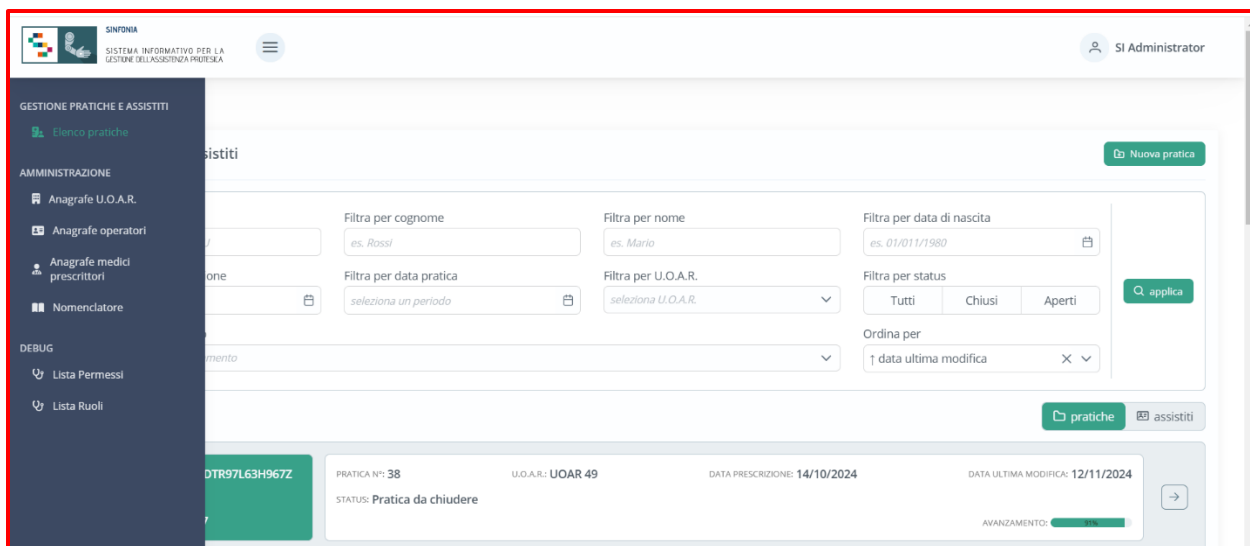 SINFONIA
SISTEMA INFORMATIVO PER LA
GESTIONE DELL'ASSISTENZA PROTESICA
SI Administrator
GESTIONE PRATICHE E ASSISTITI
Elenco pratiche
AMMINISTRAZIONE
Anagrafe U.O.A.R.
Anagrafe operatori
Anagrafe medici
prescrittori
Nomenclatore
DEBUG
Lista Permessi
Lista Ruoli
sistiti
Nuova pratica
Filtra per cognome
Filtra per nome
Filtra per data di nascita
es. Rossi
es. Mario
es. 01/011/1980
one
Filtra per data pratica
Filtra per U.O.A.R.
Filtra per status
seleziona un periodo
seleziona U.O.A.R.
Tutti
Chiusi
Aperti
applica
Ordina per
mento
↑ data ultima modifica
pratiche
assistiti
DTR97L63H967Z
PRATICA N°: 38
U.O.A.R.: UOAR 49
DATA PRESCRIZIONE: 14/10/2024
DATA ULTIMA MODIFICA: 12/11/2024
STATUS: Pratica da chiudere
AVANZAMENTO: 91%